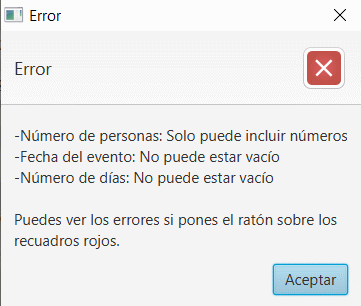 Error
Error
-Número de personas: Solo puede incluir números
-Fecha del evento: No puede estar vacío
-Número de días: No puede estar vacío
Puedes ver los errores si pones el ratón sobre los
recuadros rojos.
Aceptar